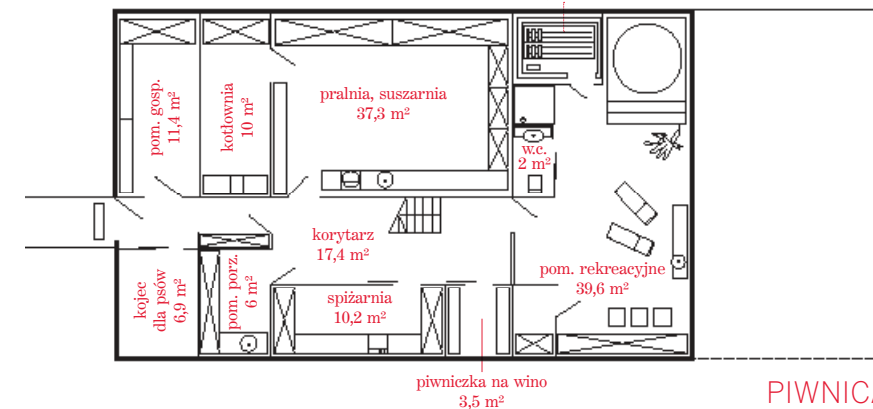 pom. gosp.
11,4 m²
kotłownia
10 m²
pralnia, suszarnia
37,3 m²
w.c.
2 m²
korytarz
17,4 m²
pom. rekreacyjne
39,6 m²
kojec
dla psów
6,9 m²
pom. porz.
6 m²
spiżarnia
10,2 m²
piwniczka na wino
3,5 m²
PIWNICA